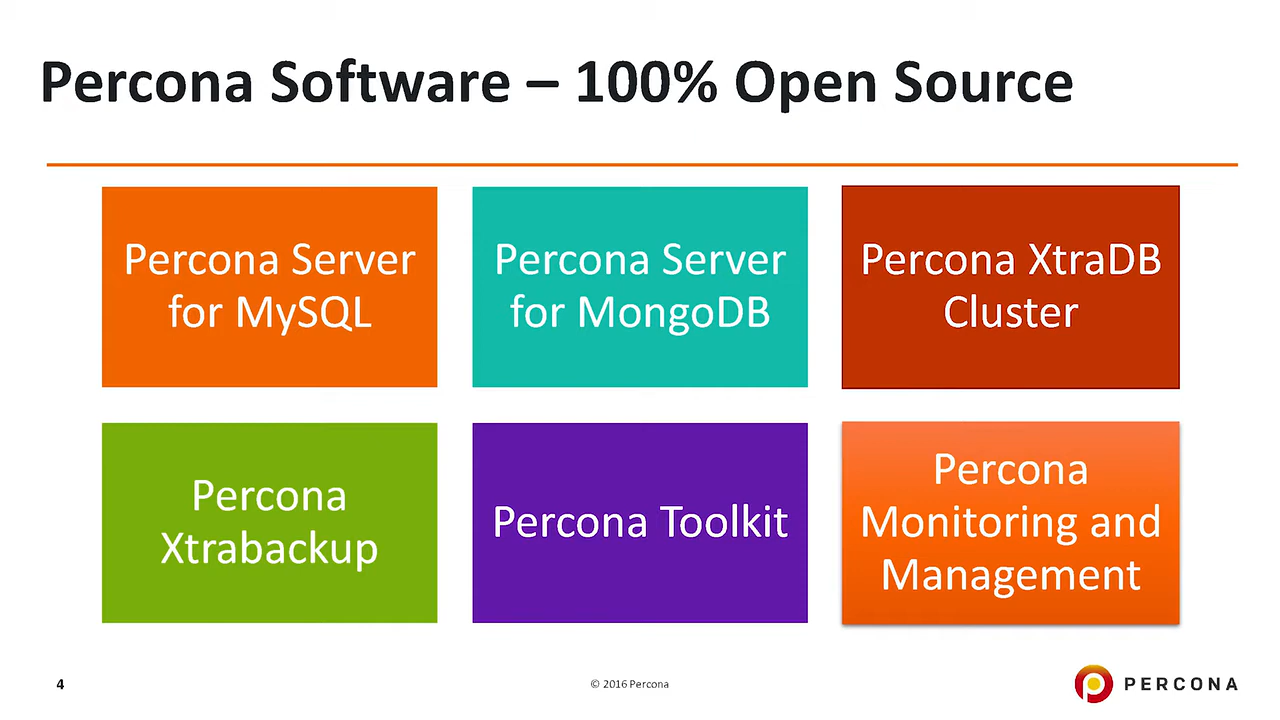 Percona Software – 100% Open Source
Percona Server
for MySQL
Percona Server
for MongoDB
Percona XtraDB
Cluster
Percona
Xtrabackup
Percona Toolkit
Percona
Monitoring and
Management
4
© 2016 Percona
PERCONA